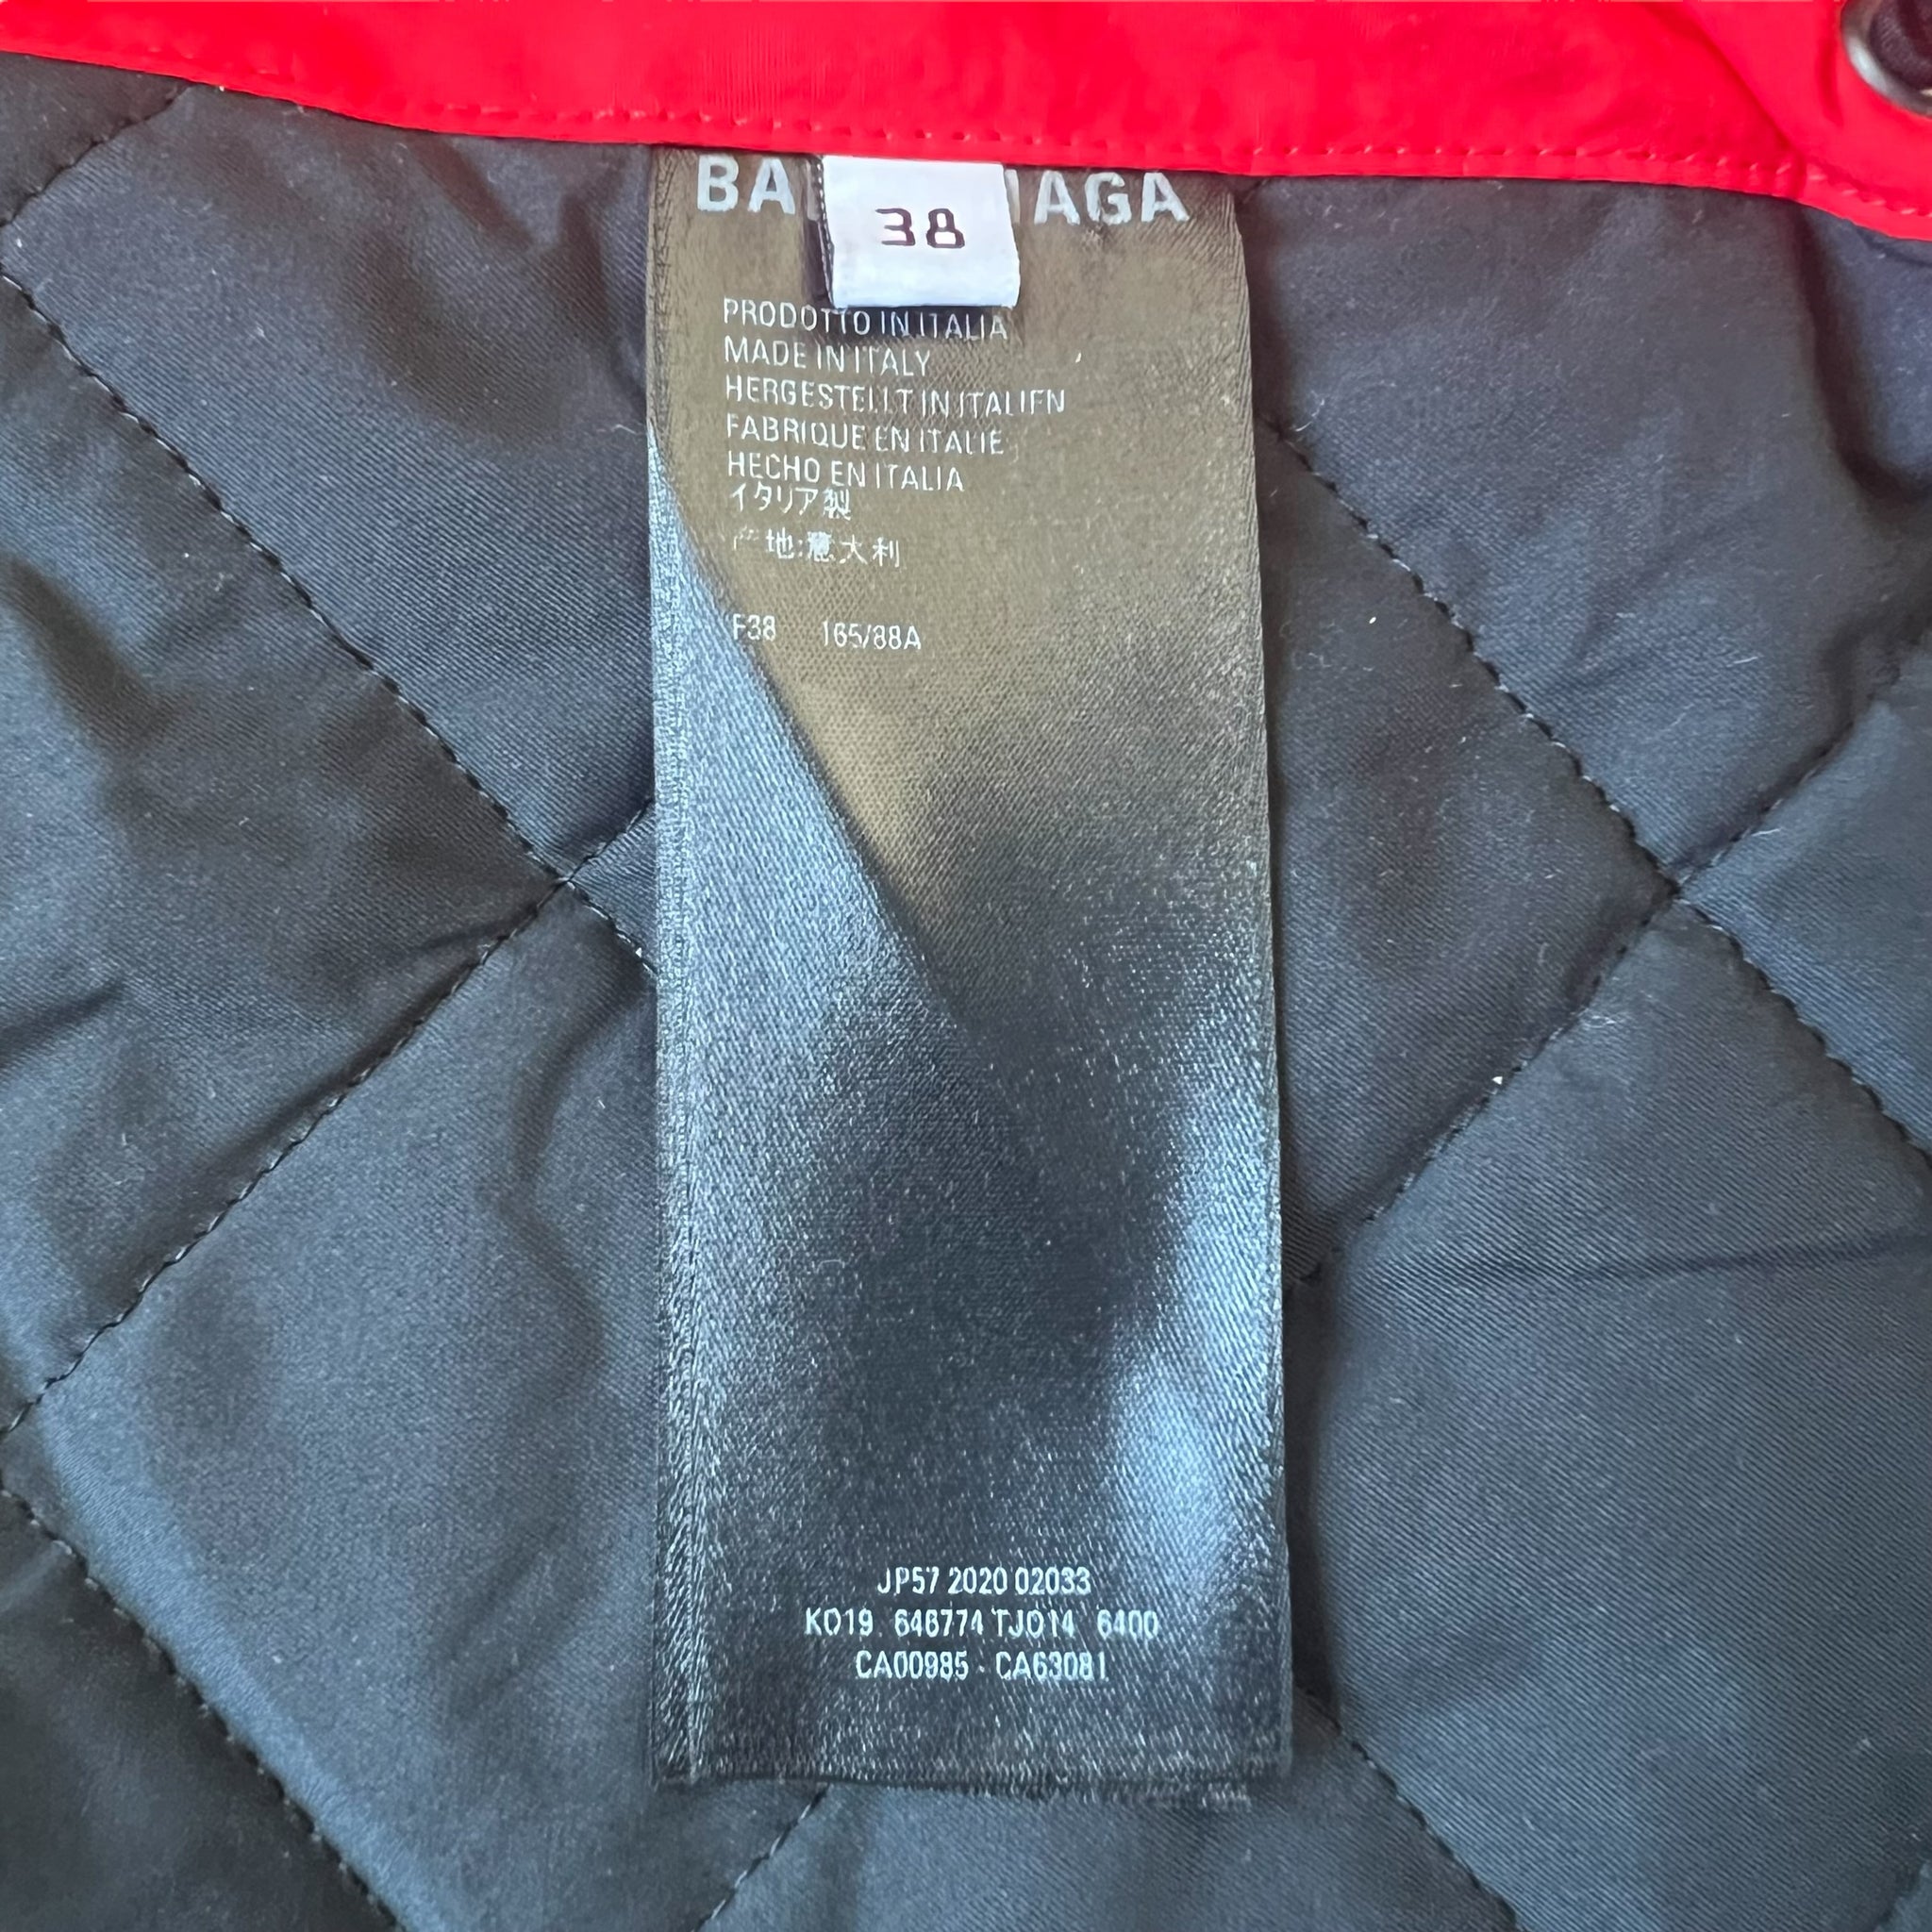 BA AGA
38
PRODOTTO IN ITALIA
MADE IN ITALY
HERGESTELLT IN ITALIEN
FABRIQUE EN ITALIE
HECHO EN ITALIA
イタリア製
产地:意大利
F38 165/88A
JP57 2020 02033
KO19 646774 TJO14 6400
CA00985 - CA63081